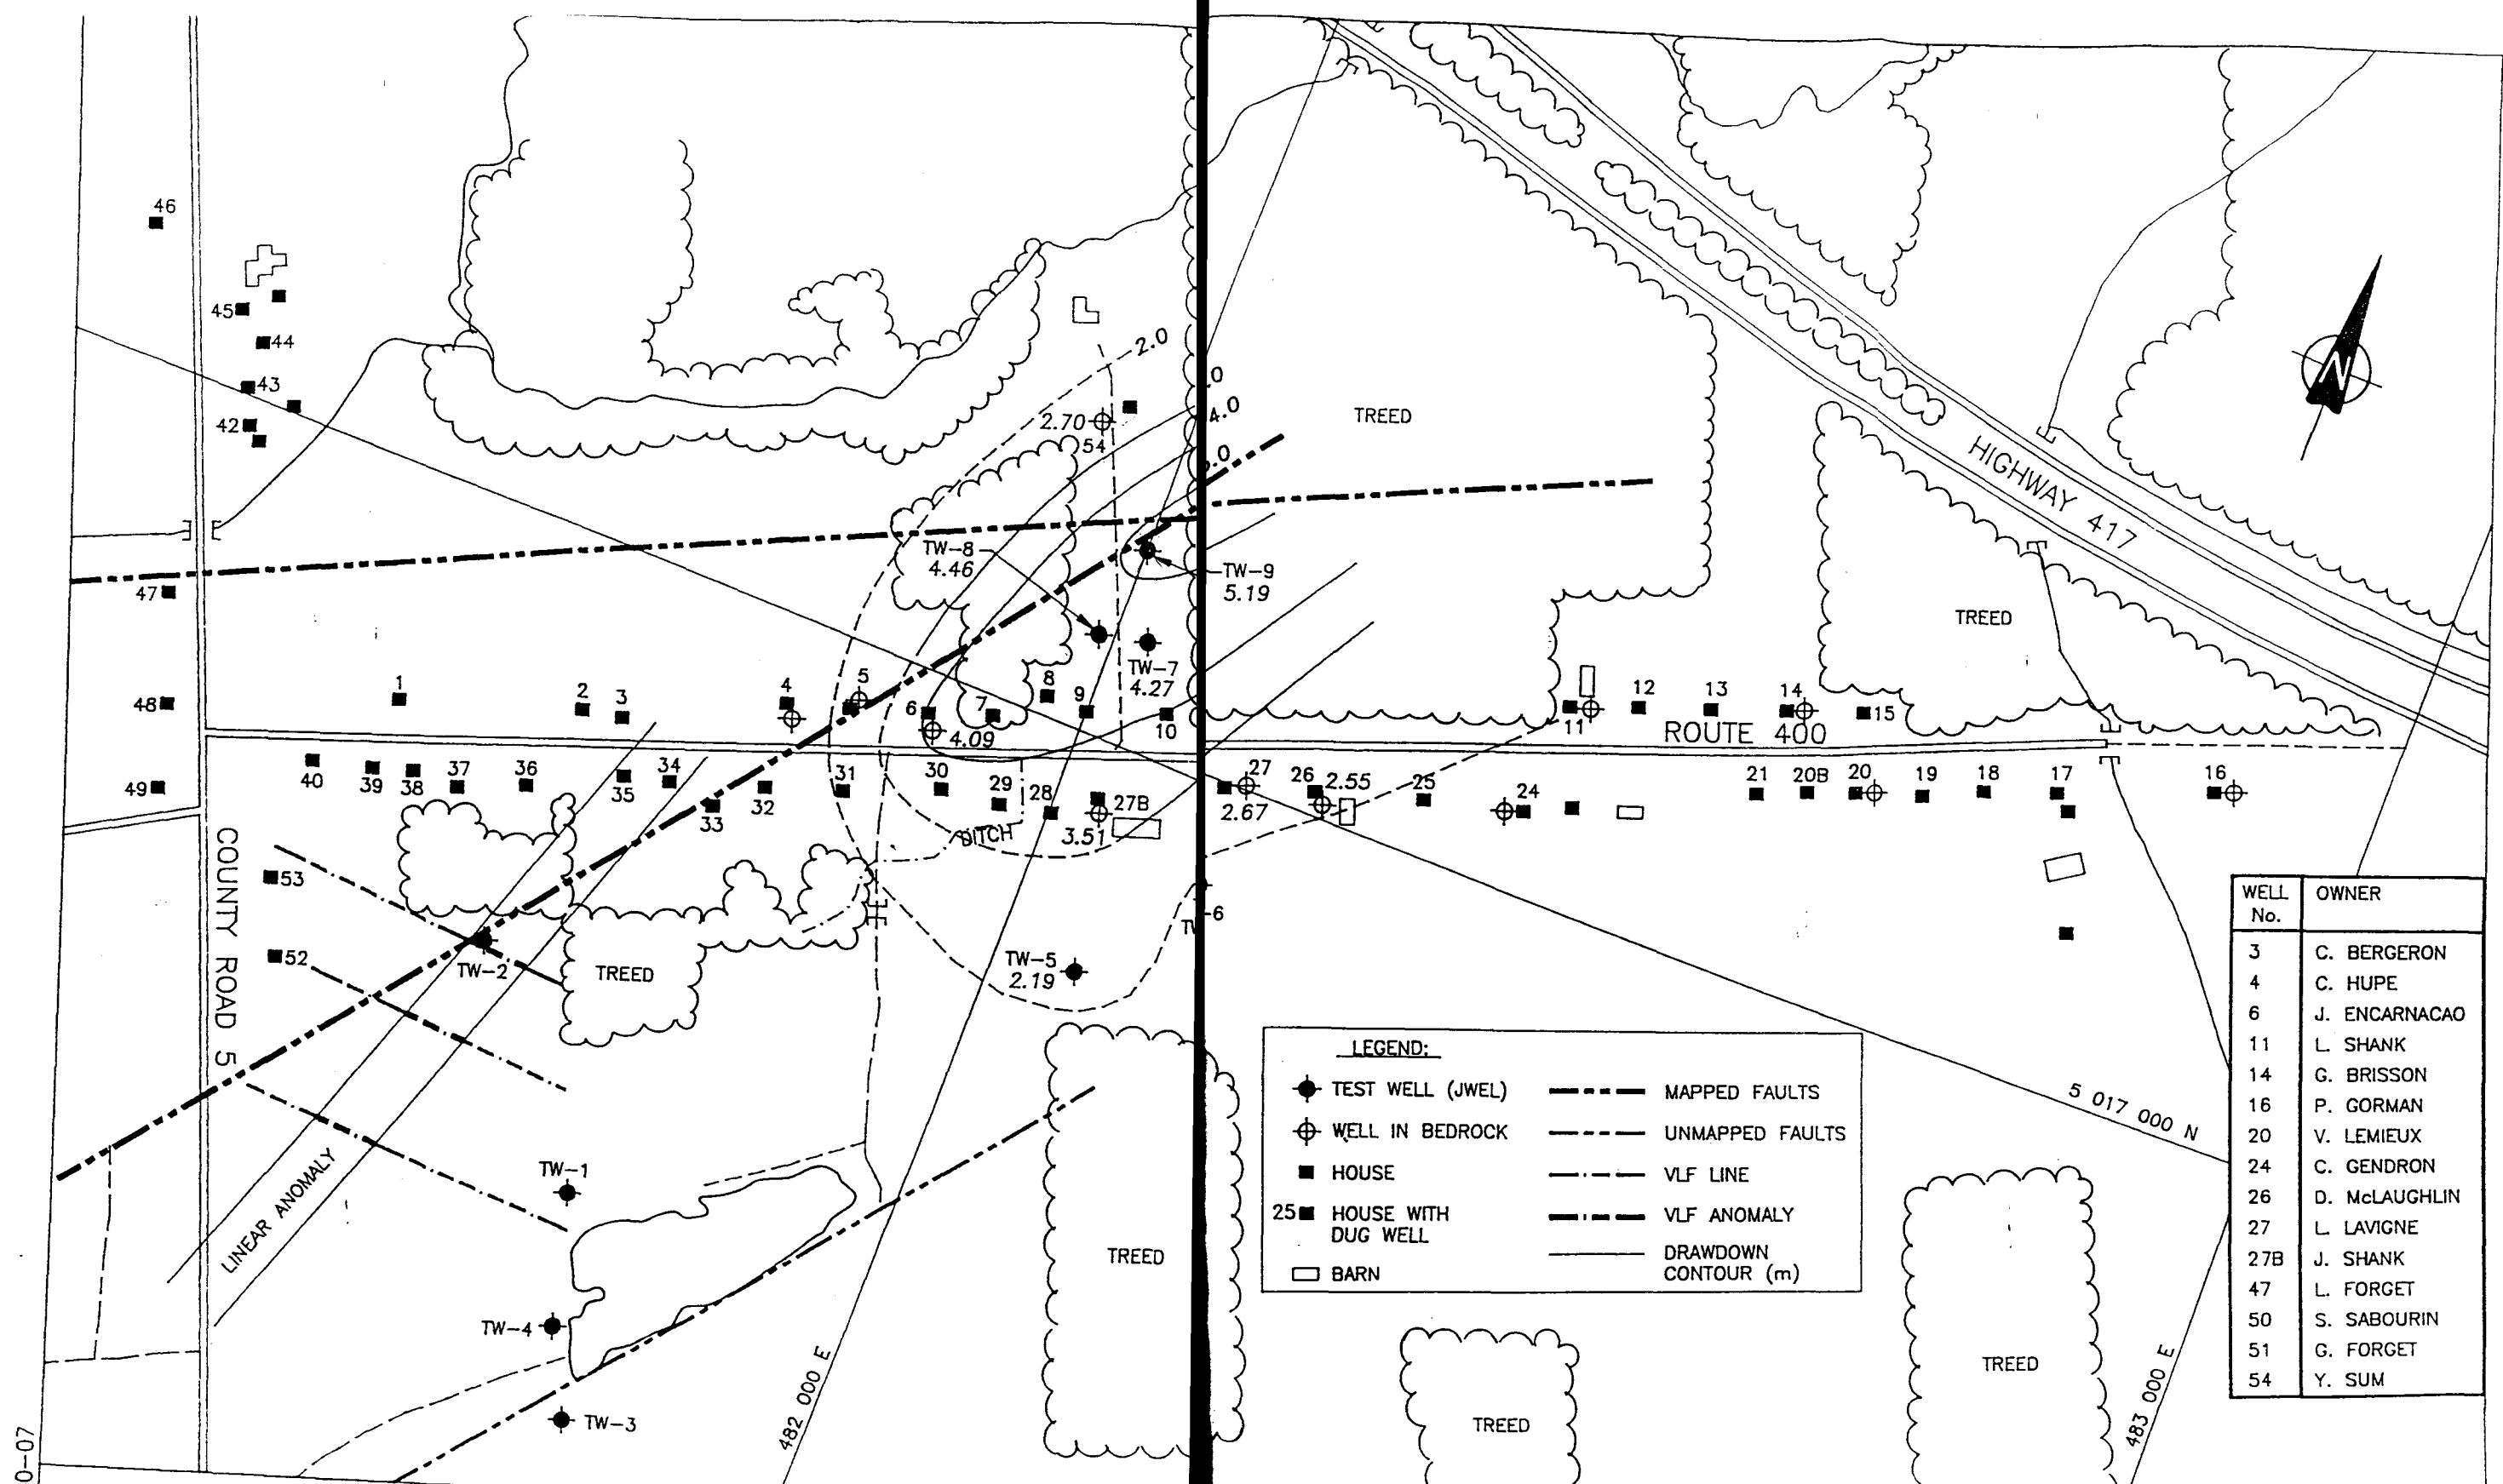 46
45
44
43
42
2.0
.0
4.0
.0
2.70
54
TREED
HIGHWAY 417
N
TW-8
4.46
TW-9
5.19
47
TREED
TW-7
4.27
48
1
2
3
4
5
6
7
8
9
10
4.09
11
12
13
14
15
ROUTE 400
49
40
39
38
37
36
35
34
33
32
31
30
29
28
27B
3.51
DITCH
27
2.67
26
2.55
25
24
21
20B
20
19
18
17
16
COUNTY ROAD 5
53
52
TW-2
TREED
TW-5
2.19
-6
LINEAR ANOMALY
TW-1
TW-4
TW-3
TREED
482 000 E
5 017 000 N
483 000 E
TREED
TREED
0-07
LEGEND:
TEST WELL (JWEL)
WELL IN BEDROCK
HOUSE
25 HOUSE WITH
DUG WELL
BARN
MAPPED FAULTS
UNMAPPED FAULTS
VLF LINE
VLF ANOMALY
DRAWDOWN
CONTOUR (m)
WELL No. OWNER
3 C. BERGERON
4 C. HUPE
6 J. ENCARNACAO
11 L. SHANK
14 G. BRISSON
16 P. GORMAN
20 V. LEMIEUX
24 C. GENDRON
26 D. McLAUGHLIN
27 L. LAVIGNE
27B J. SHANK
47 L. FORGET
50 S. SABOURIN
51 G. FORGET
54 Y. SUM